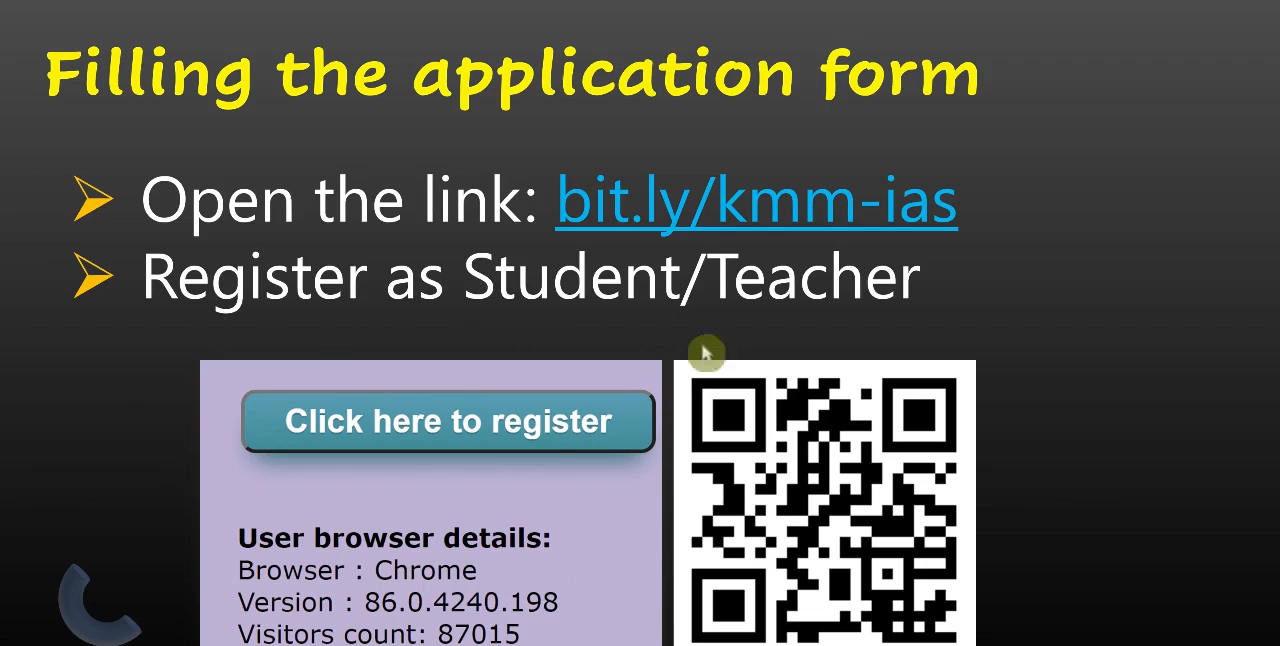 Filling the application form
Open the link: bit.ly/kmm-ias
Register as Student/Teacher
Click here to register
User browser details:
Browser : Chrome
Version : 86.0.4240.198
Visitors count: 87015